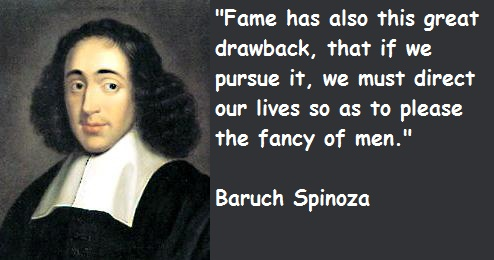 "Fame has also this great
drawback, that if we
pursue it, we must direct
our lives so as to please
the fancy of men."
Baruch Spinoza